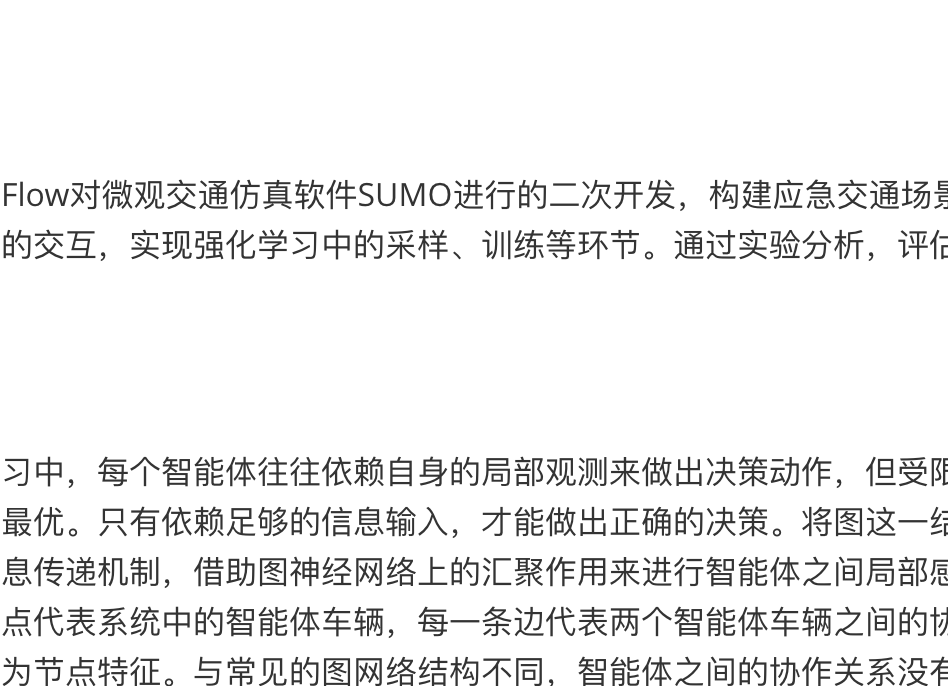 Flow对微观交通仿真软件SUMO进行的二次开发，构建应急交通场景
的交互，实现强化学习中的采样、训练等环节。通过实验分析，评估
习中，每个智能体往往依赖自身的局部观测来做出决策动作，但受限
最优。只有依赖足够的信息输入，才能做出正确的决策。将图这一结
息传递机制，借助图神经网络上的汇聚作用来进行智能体之间局部感
点代表系统中的智能体车辆，每一条边代表两个智能体车辆之间的协
为节点特征。与常见的图网络结构不同，智能体之间的协作关系没有